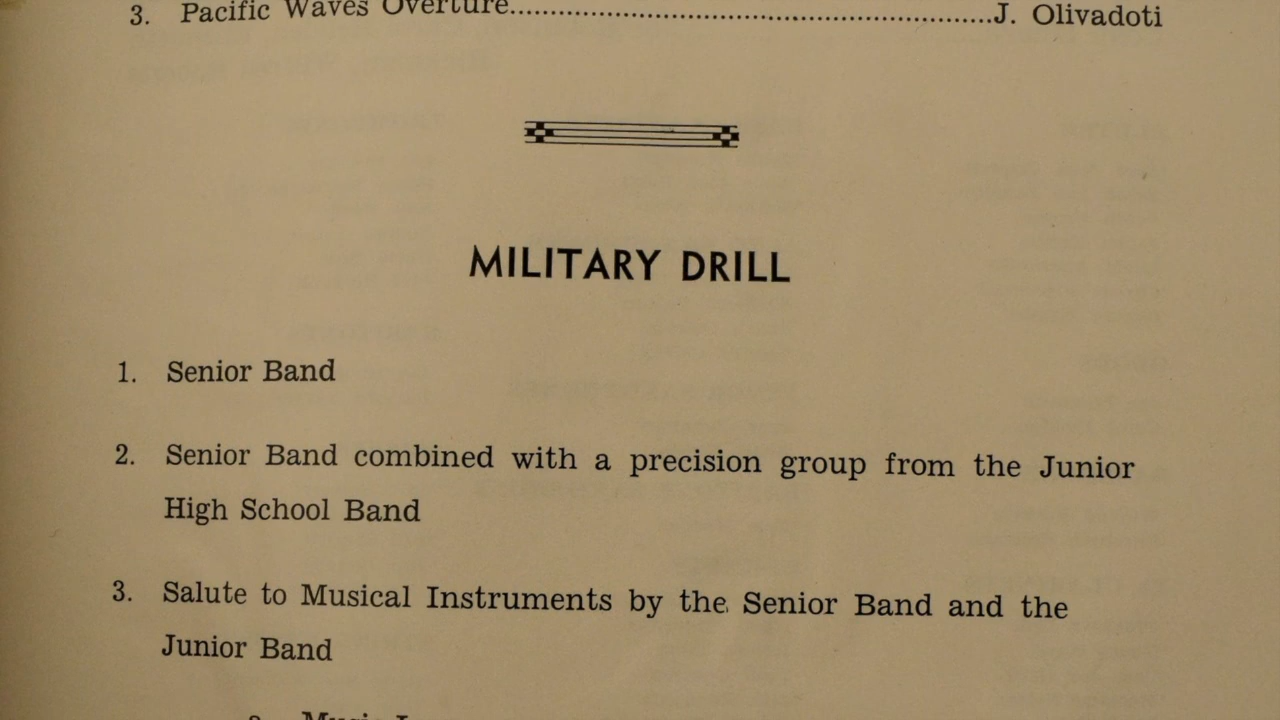 3. Pacific Waves Overture...............................................................J. Olivadoti
MILITARY DRILL
1. Senior Band
2. Senior Band combined with a precision group from the Junior
High School Band
3. Salute to Musical Instruments by the Senior Band and the
Junior Band